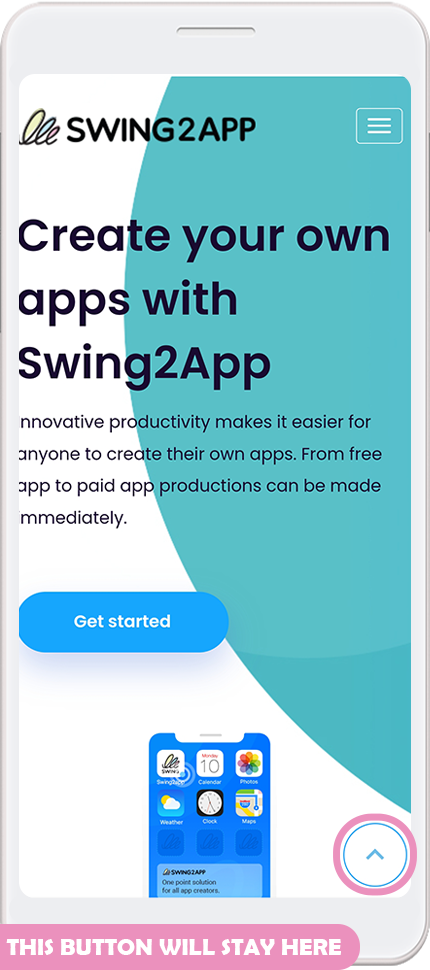 SWING2APP
Create your own
apps with
Swing2App
nnovative productivity makes it easier for
anyone to create their own apps. From free
app to paid app productions can be made
mmediately.
Get started
SWING
Swing2App
Monday
10
Calendar
Photos
Weather
Clock
Maps
SWING2APP
One point solution
for all app creators.
THIS BUTTON WILL STAY HERE